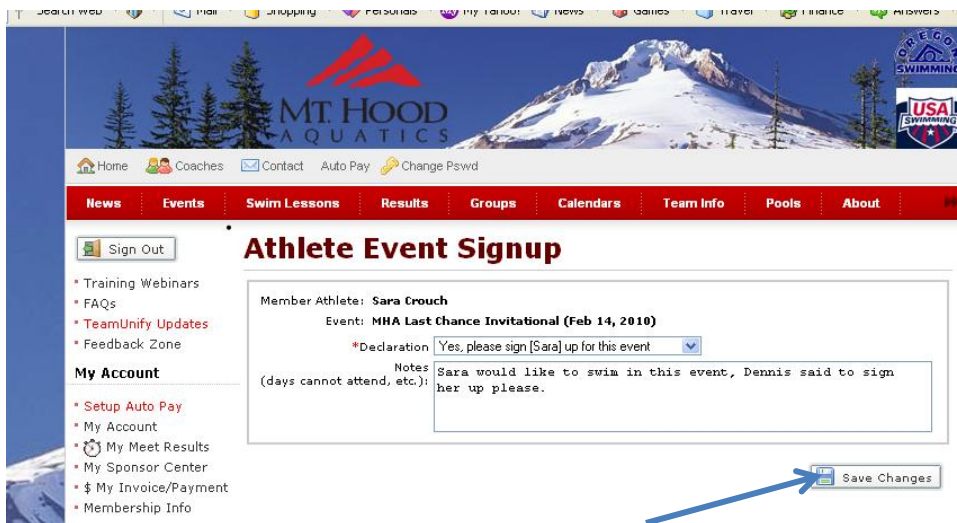 Search Web Mail Shopping Personals My Yahoo! News Games Travel Finance Answers
OREGON
SWIMMING
MT. HOOD
AQUATICS
USA
SWIMMING
Home Coaches Contact Auto Pay Change Pswd
News Events Swim Lessons Results Groups Calendars Team Info Pools About
Sign Out
Athlete Event Signup
Training Webinars
FAQs
TeamUnify Updates
Feedback Zone
My Account
Setup Auto Pay
My Account
My Meet Results
My Sponsor Center
$ My Invoice/Payment
Membership Info
Member Athlete: Sara Crouch
Event: MHA Last Chance Invitational (Feb 14, 2010)
*Declaration Yes, please sign [Sara] up for this event
Notes
(days cannot attend, etc.):
Sara would like to swim in this event, Dennis said to sign
her up please.
Save Changes